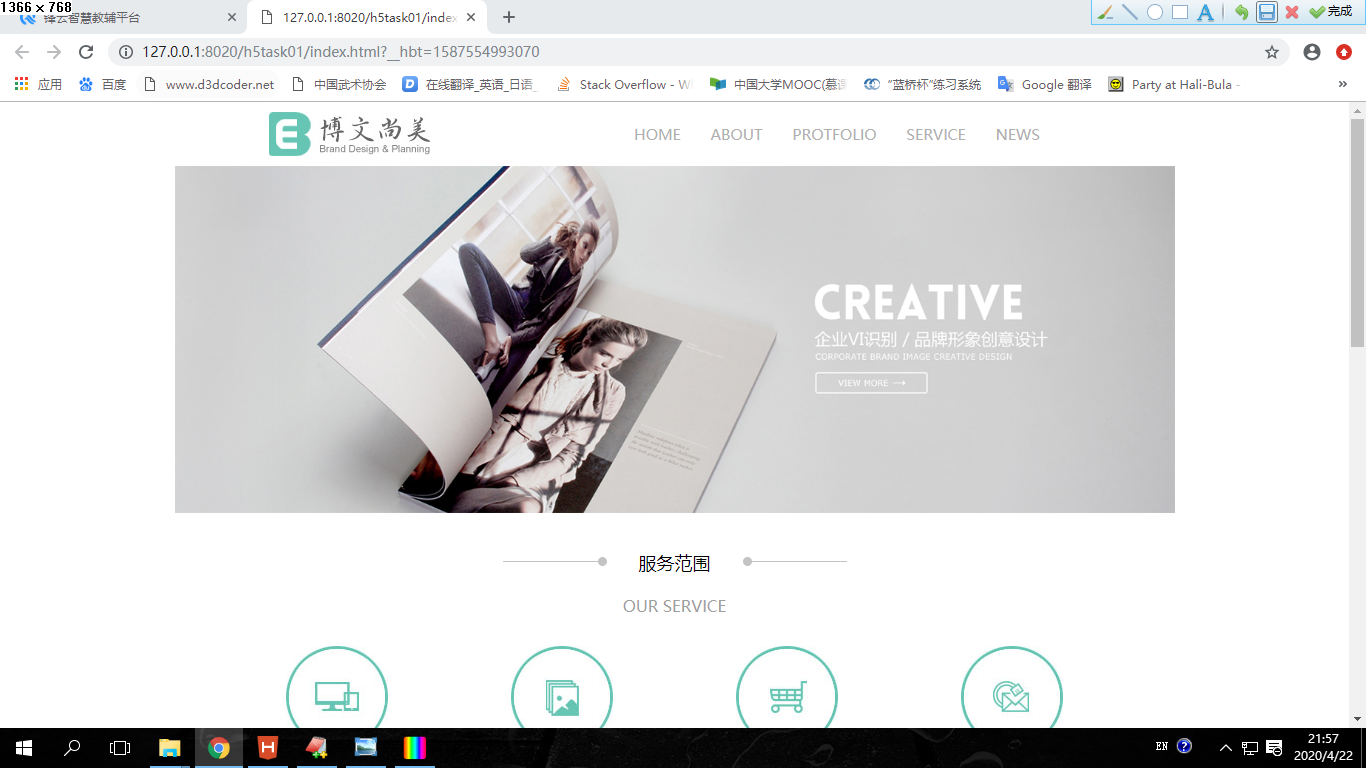 1366 x 768
锋云智慧教辅平台
127.0.0.1:8020/h5task01/index
完成
127.0.0.1:8020/h5task01/index.html?__hbt=1587554993070
应用
百度
www.d3dcoder.net
中国武术协会
在线翻译_英语_日语_
Stack Overflow - W
中国大学MOOC(慕课
“蓝桥杯”练习系统
Google 翻译
Party at Hali-Bula -
»
博文尚美
Brand Design & Planning
HOME
ABOUT
PROTFOLIO
SERVICE
NEWS
CREATIVE
企业VI识别 / 品牌形象创意设计
CORPORATE BRAND IMAGE CREATIVE DESIGN
VIEW MORE
服务范围
OUR SERVICE
EN
21:57
2020/4/22